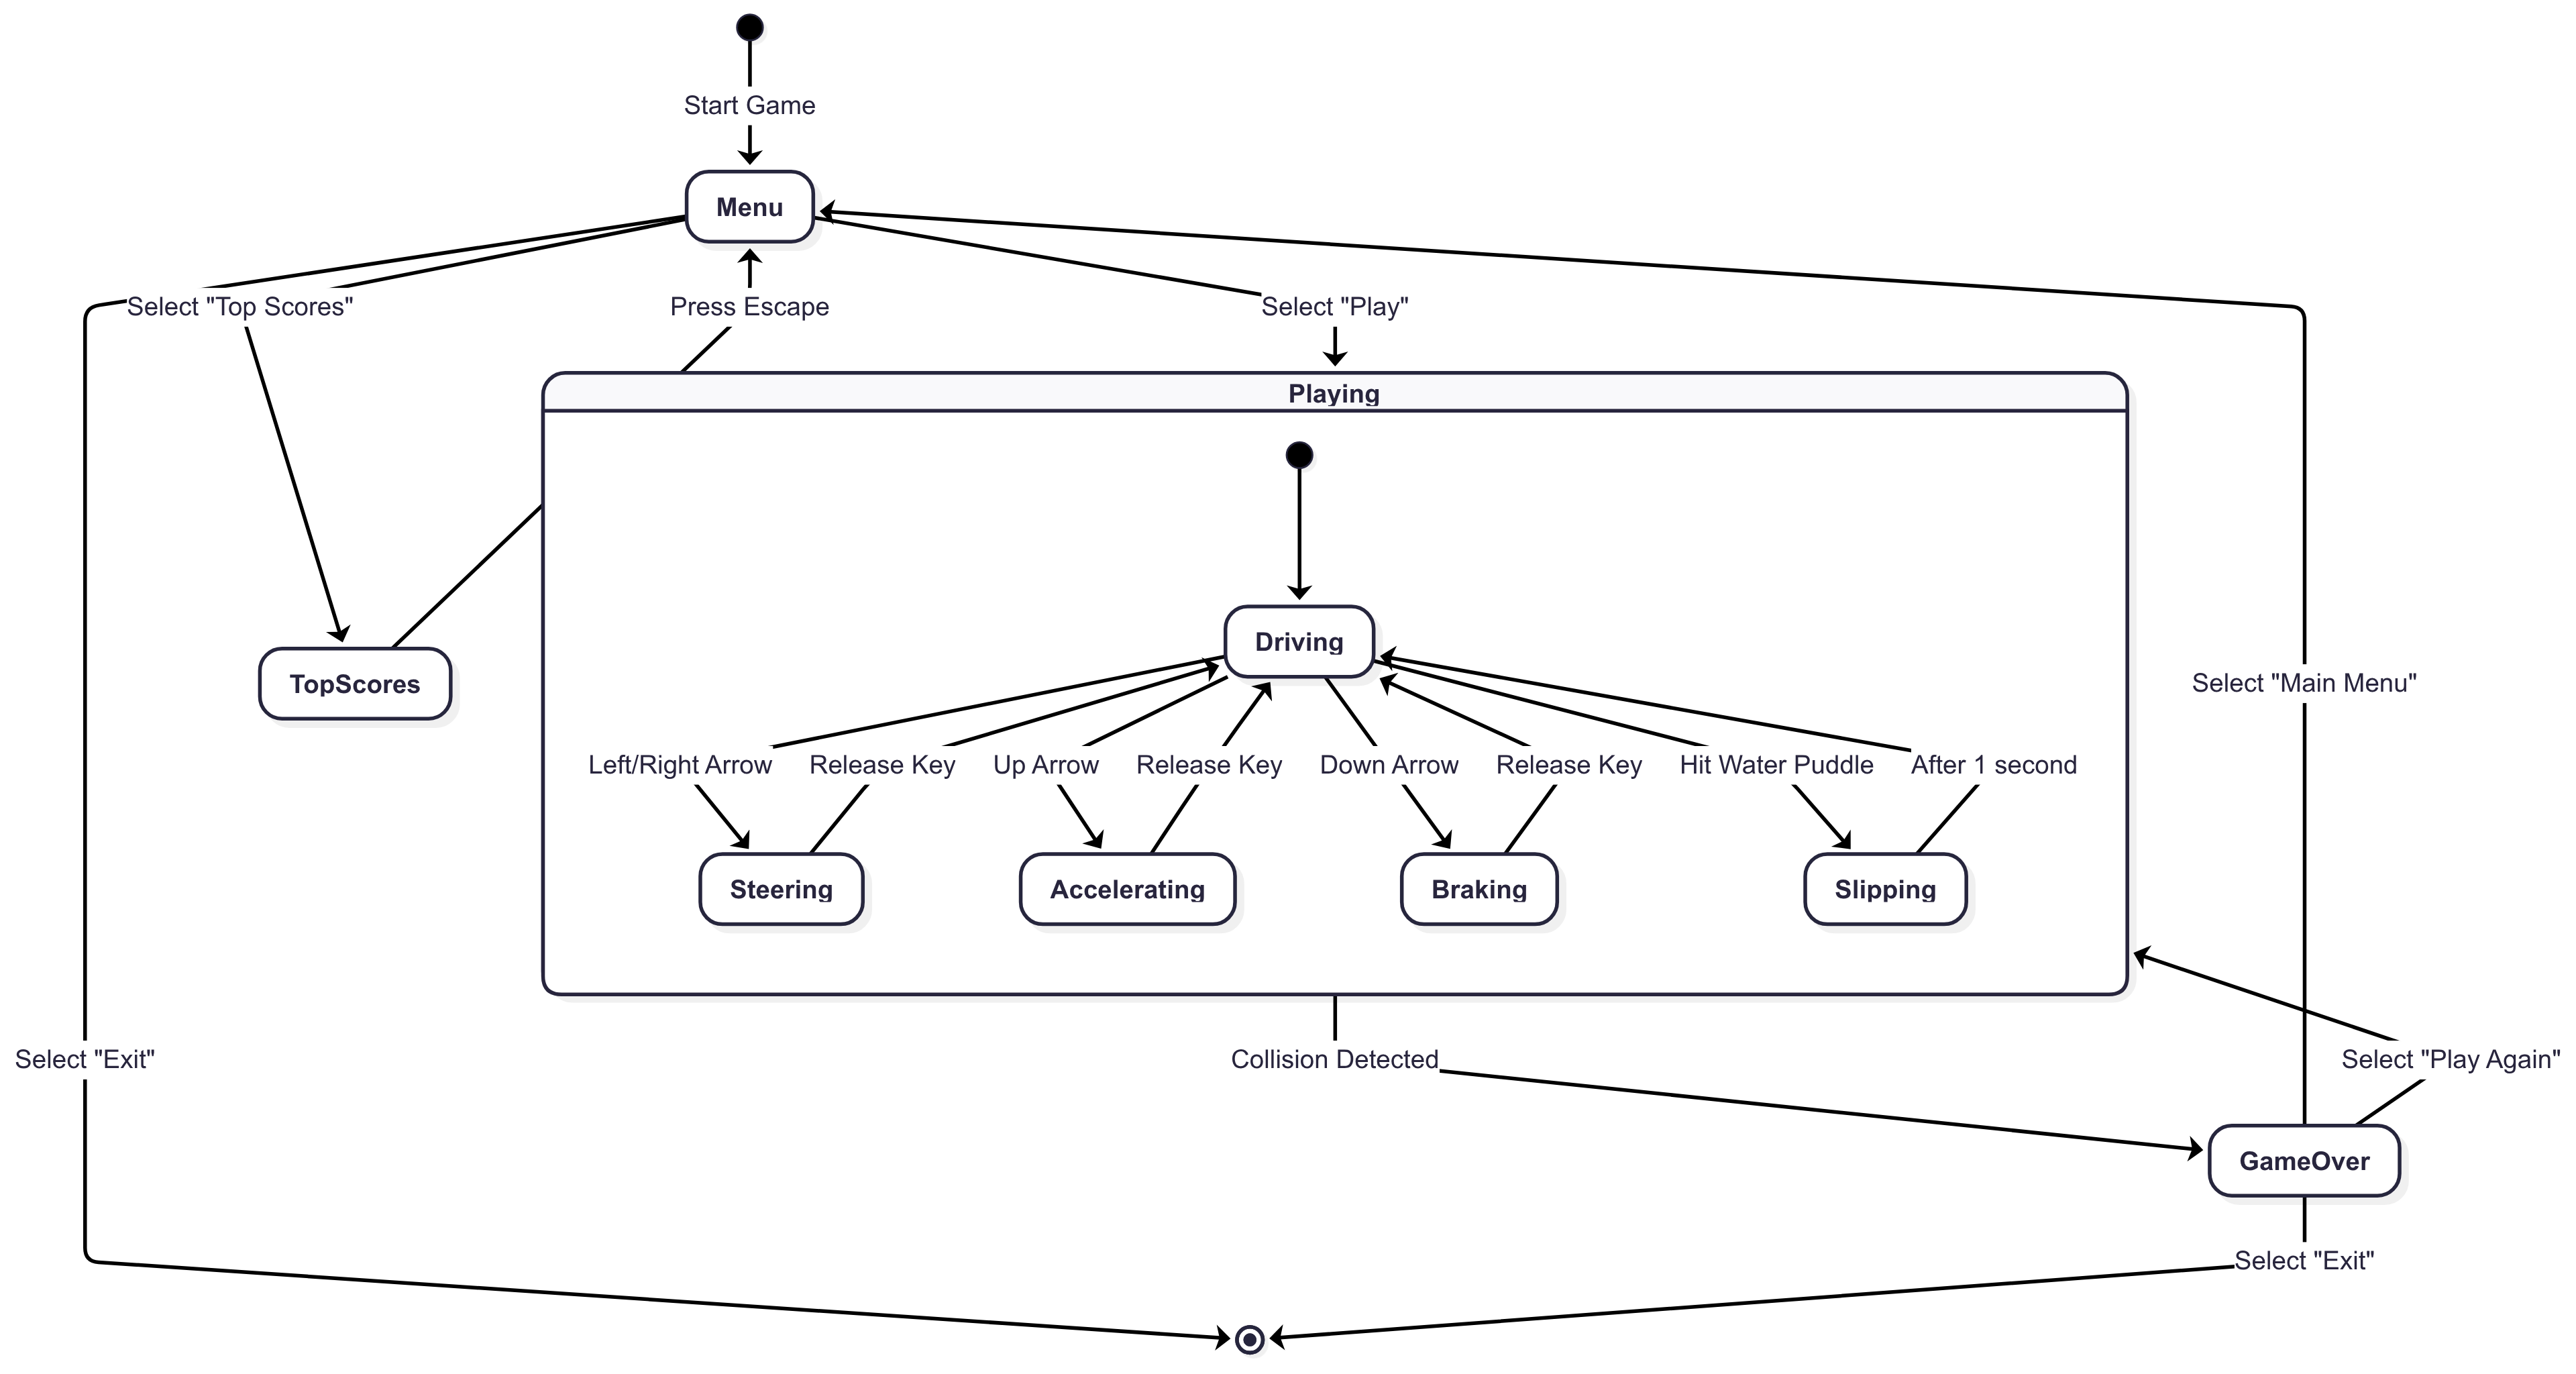 Start Game
Menu
Select "Top Scores"
Press Escape
Select "Play"
Playing
Driving
TopScores
Select "Main Menu"
Left/Right Arrow
Release Key
Up Arrow
Release Key
Down Arrow
Release Key
Hit Water Puddle
After 1 second
Steering
Accelerating
Braking
Slipping
Select "Exit"
Collision Detected
Select "Play Again"
GameOver
Select "Exit"